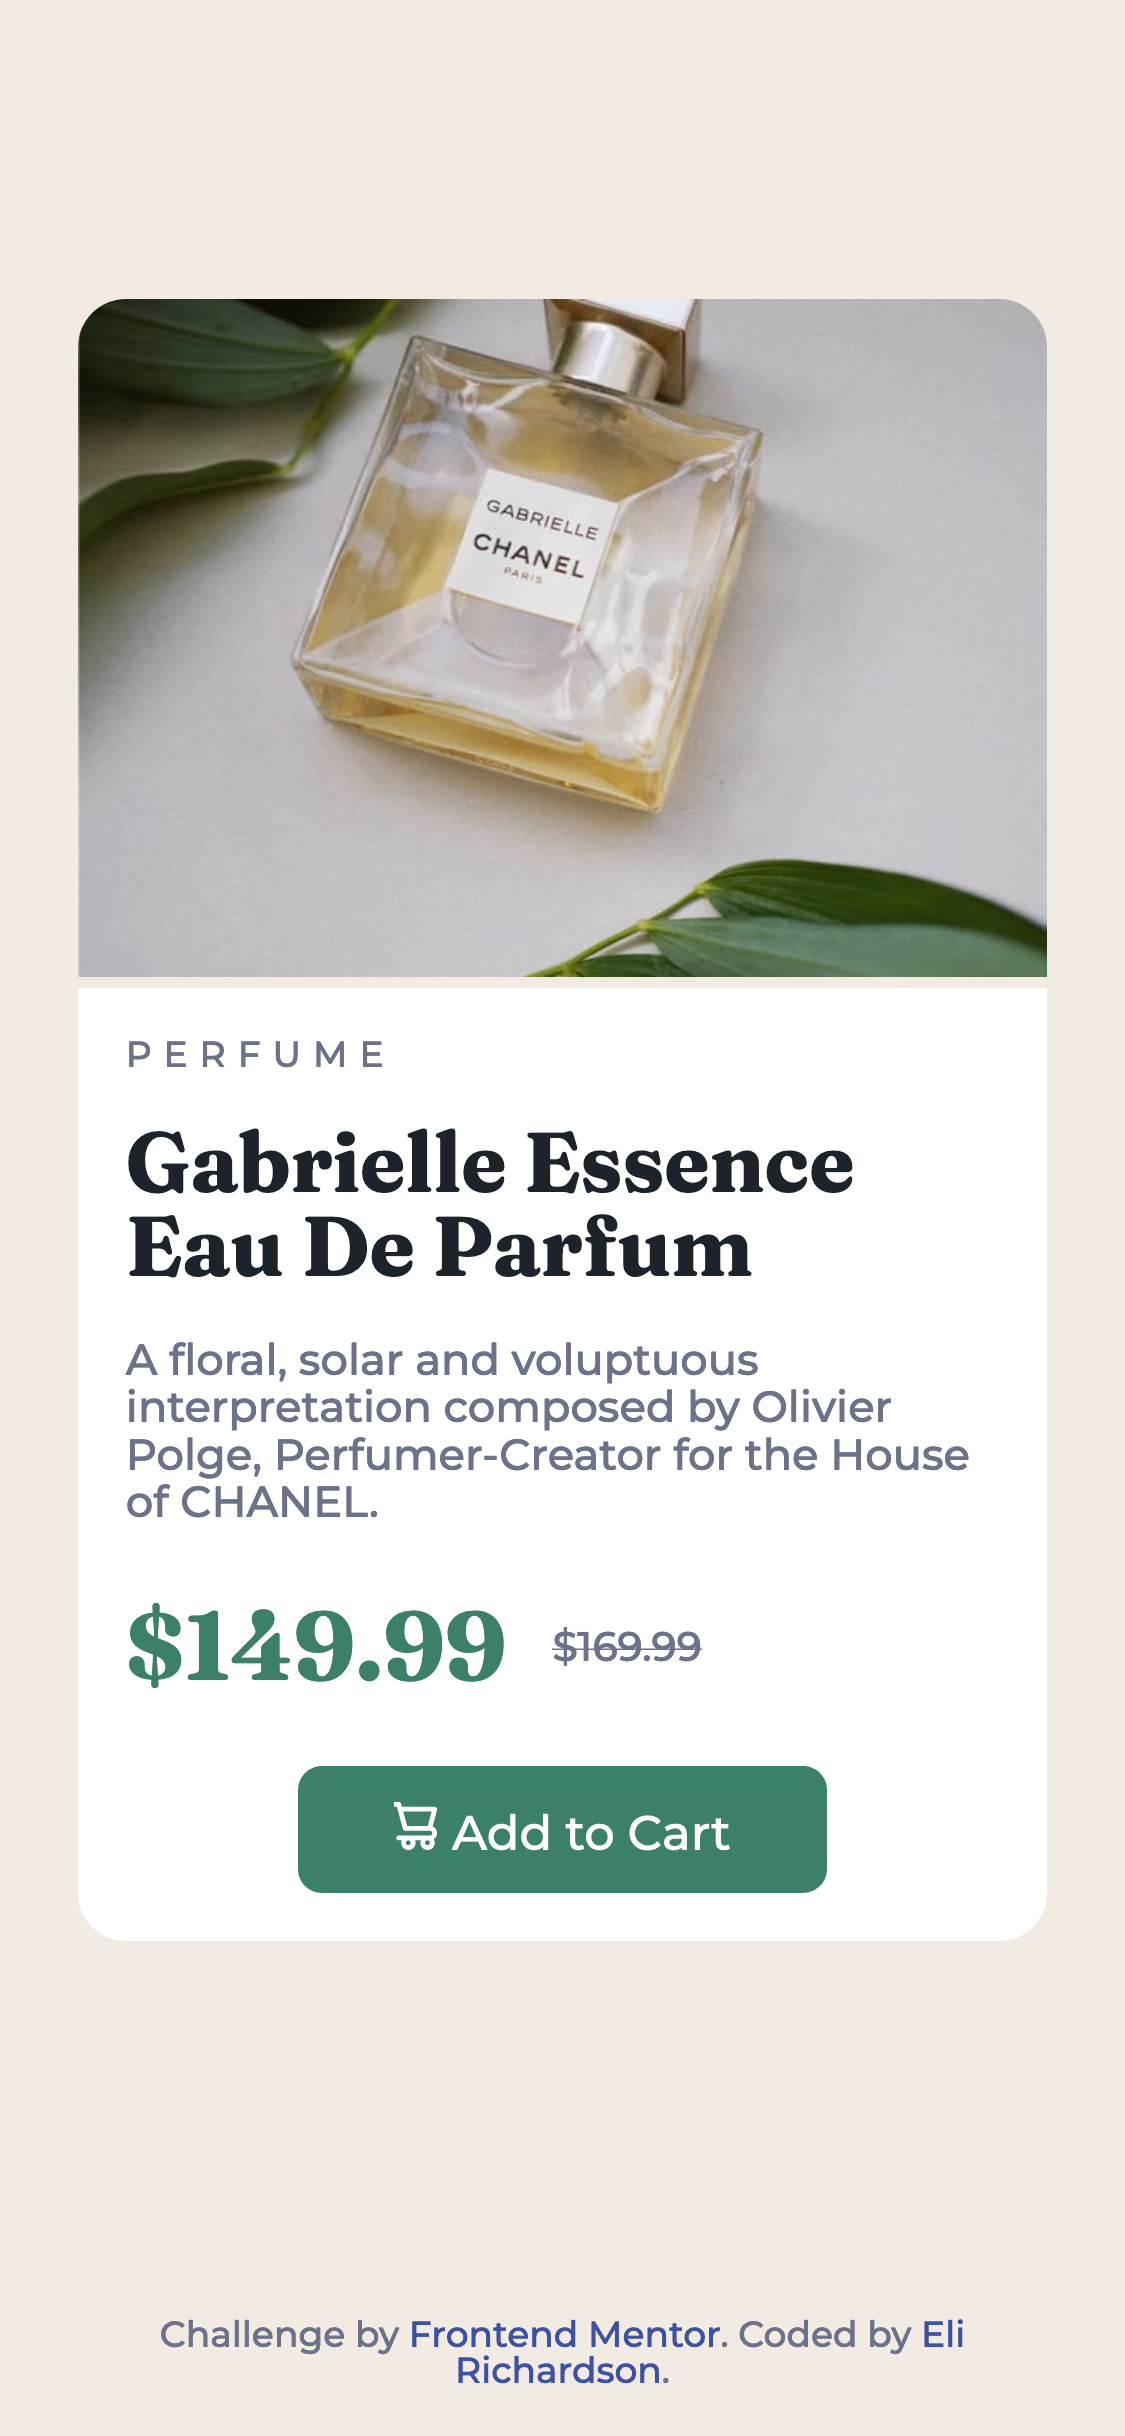 GABRIELLE
CHANEL
PARIS
PERFUME
Gabrielle Essence
Eau De Parfum
A floral, solar and voluptuous
interpretation composed by Olivier
Polge, Perfumer-Creator for the House
of CHANEL.
$149.99 $169.99
Add to Cart
Challenge by Frontend Mentor. Coded by Eli
Richardson.